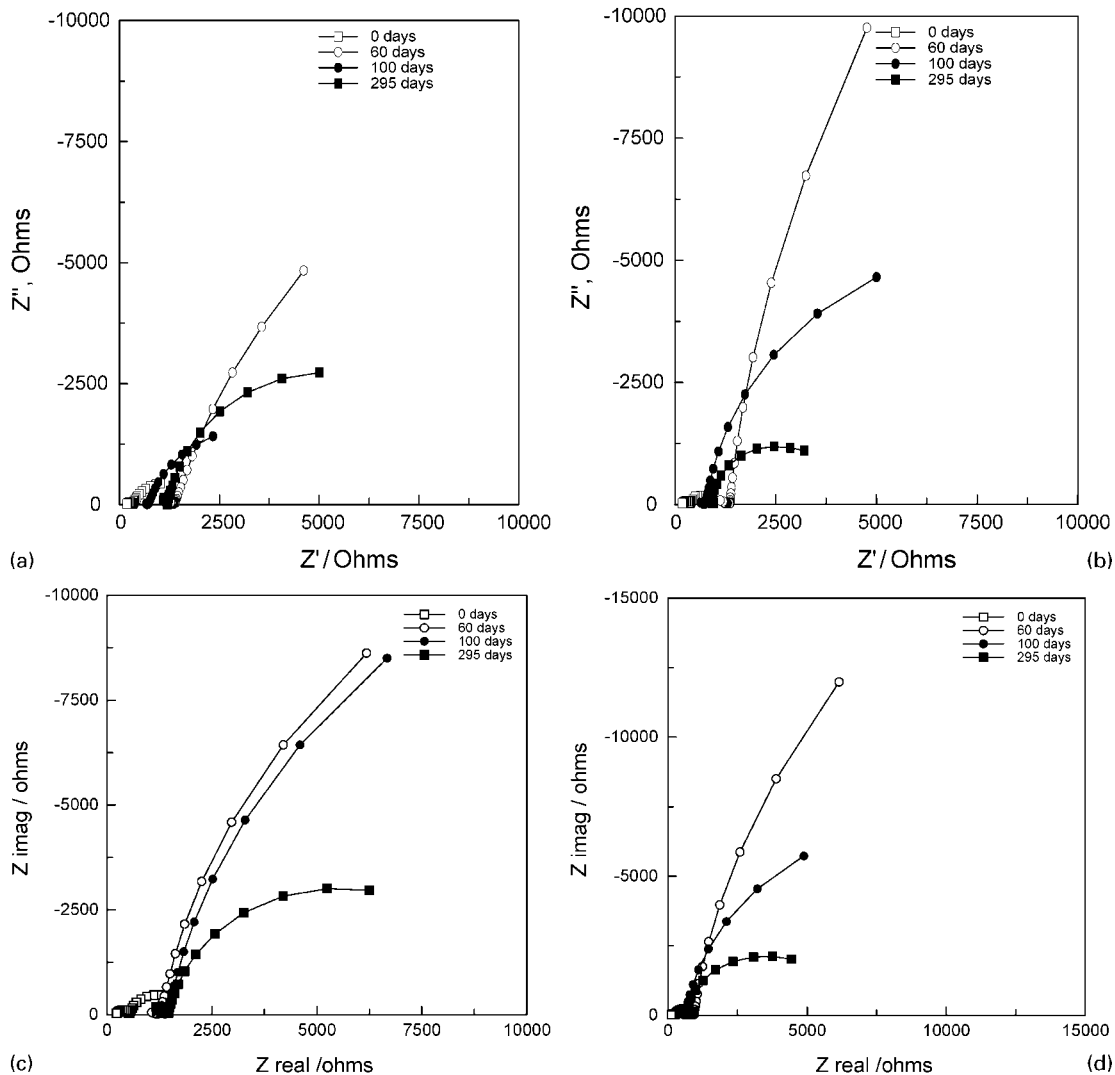 -10000
-7500
-5000
-2500
0
Z'', Ohms
0 days
60 days
100 days
295 days
0 2500 5000 7500 10000
Z' / Ohms
(a)
-10000
-7500
-5000
-2500
0
Z'', Ohms
0 days
60 days
100 days
295 days
0 2500 5000 7500 10000
Z' / Ohms
(b)
-10000
-7500
-5000
-2500
0
Z imag / ohms
0 days
60 days
100 days
295 days
0 2500 5000 7500 10000
Z real /ohms
(c)
-15000
-10000
-5000
0
Z imag / ohms
0 days
60 days
100 days
295 days
0 5000 10000 15000
Z real /ohms
(d)